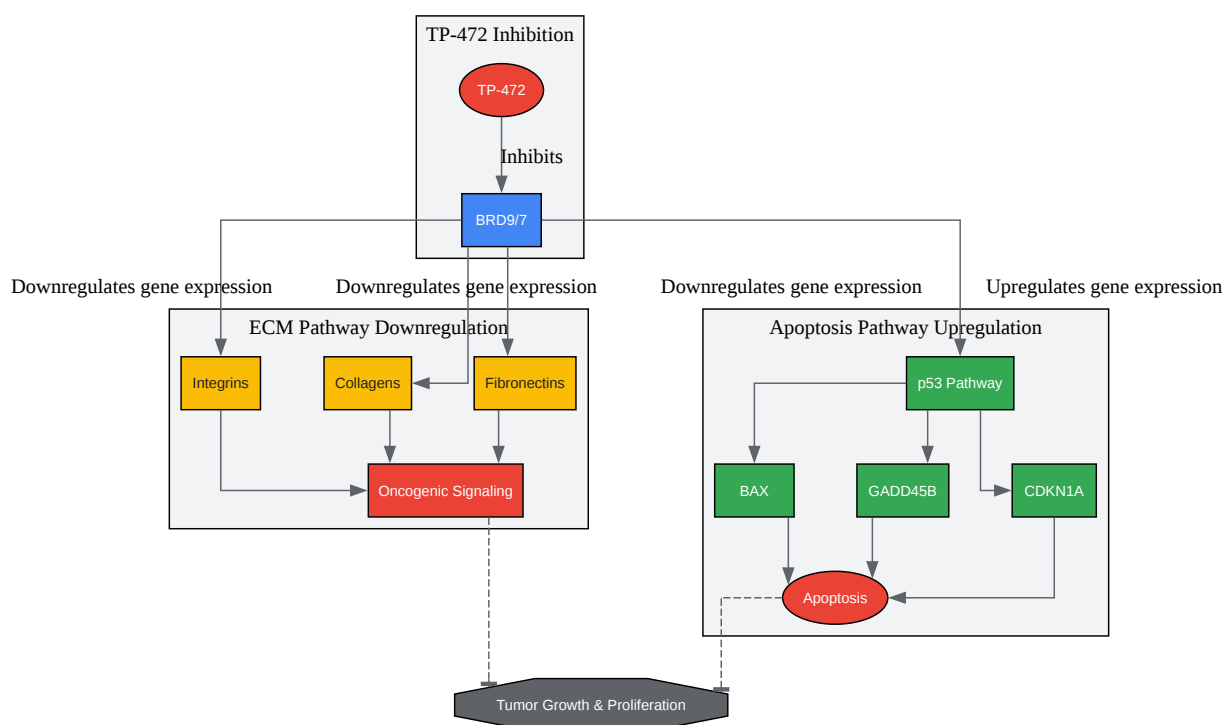 TP-472 Inhibition
TP-472
Inhibits
BRD9/7
Downregulates gene expression
Downregulates gene expression
Downregulates gene expression
Upregulates gene expression
ECM Pathway Downregulation
Apoptosis Pathway Upregulation
Integrins
Collagens
Fibronectins
p53 Pathway
Oncogenic Signaling
BAX
GADD45B
CDKN1A
Apoptosis
Tumor Growth & Proliferation